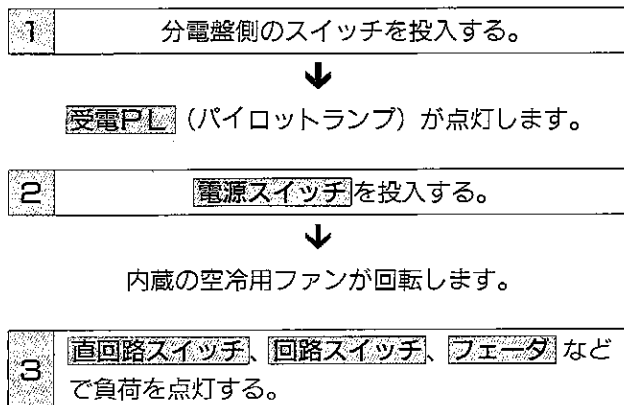 1 分電盤側のスイッチを投入する。
↓
受電PL(パイロットランプ)が点灯します。
2 電源スイッチを投入する。
↓
内蔵の空冷用ファンが回転します。
3 直回路スイッチ、回路スイッチ、フェーダなど
で負荷を点灯する。